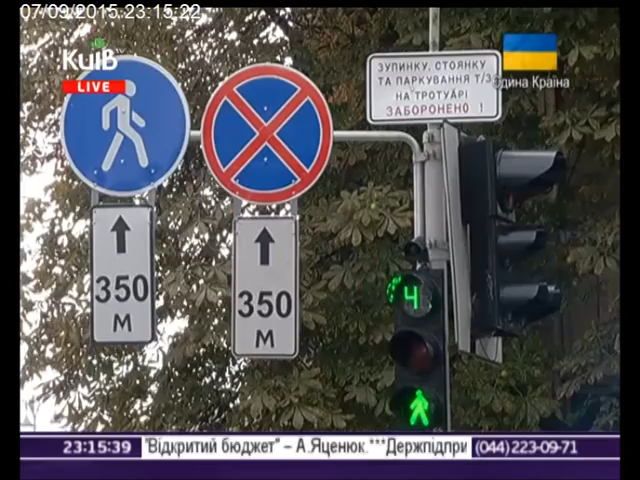 07/09/2015 23:15:22
КиїВ
LIVE
ЗУПИНКУ, СТОЯНКУ
ТА ПАРКУВАННЯ Т/З
НА ТРОТУАРІ
ЗАБОРОНЕНО !
Єдина Країна
350
М
350
М
4
23:15:39 "Відкритий бюджет" – А.Яценюк.***Держпідпри (044) 223-09-71